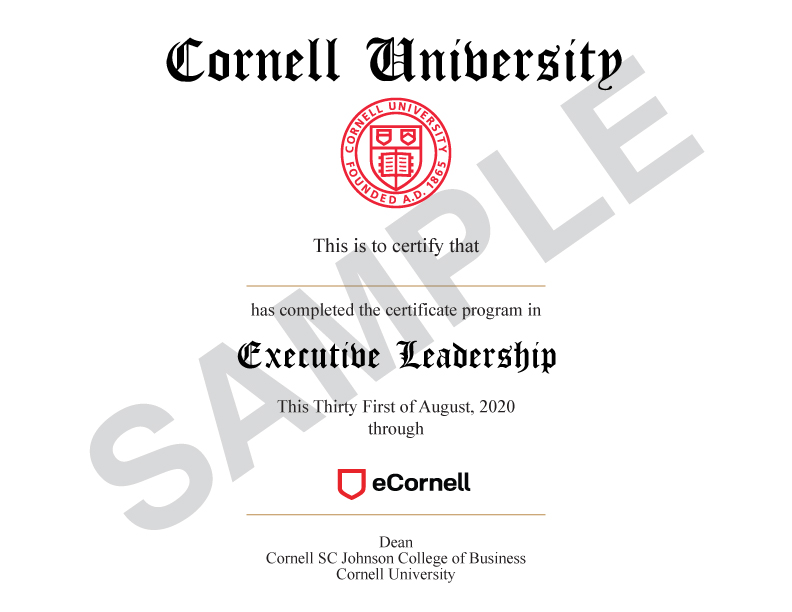 Cornell University
CORNELL UNIVERSITY
FOUNDED A.D. 1865
SAMPLE
This is to certify that
has completed the certificate program in
Executive Leadership
This Thirty First of August, 2020
through
eCornell
Dean
Cornell SC Johnson College of Business
Cornell University